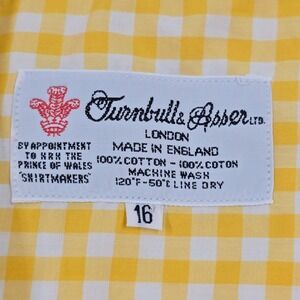 Turnbull & Asser LTD.
LONDON
MADE IN ENGLAND
100% COTTON - 100% COTON
MACHINE WASH
120°F-50°C LINE DRY
BY APPOINTMENT
TO HRH THE
PRINCE OF WALES
"SHIRTMAKERS"
16